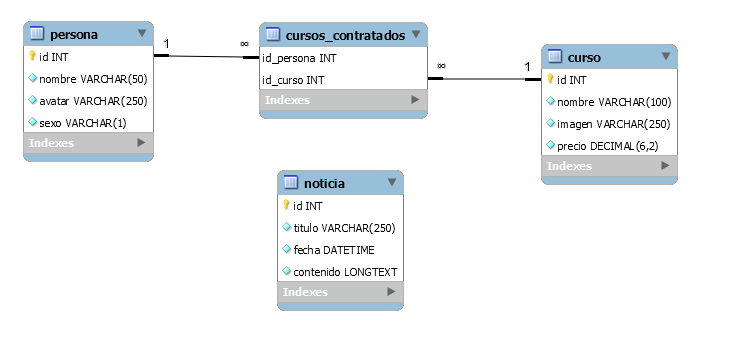 persona
id INT
nombre VARCHAR(50)
avatar VARCHAR(250)
sexo VARCHAR(1)
Indexes
1
∞
cursos_contratados
id_persona INT
id_curso INT
Indexes
∞
1
curso
id INT
nombre VARCHAR(100)
imagen VARCHAR(250)
precio DECIMAL(6,2)
Indexes
noticia
id INT
titulo VARCHAR(250)
fecha DATETIME
contenido LONGTEXT
Indexes